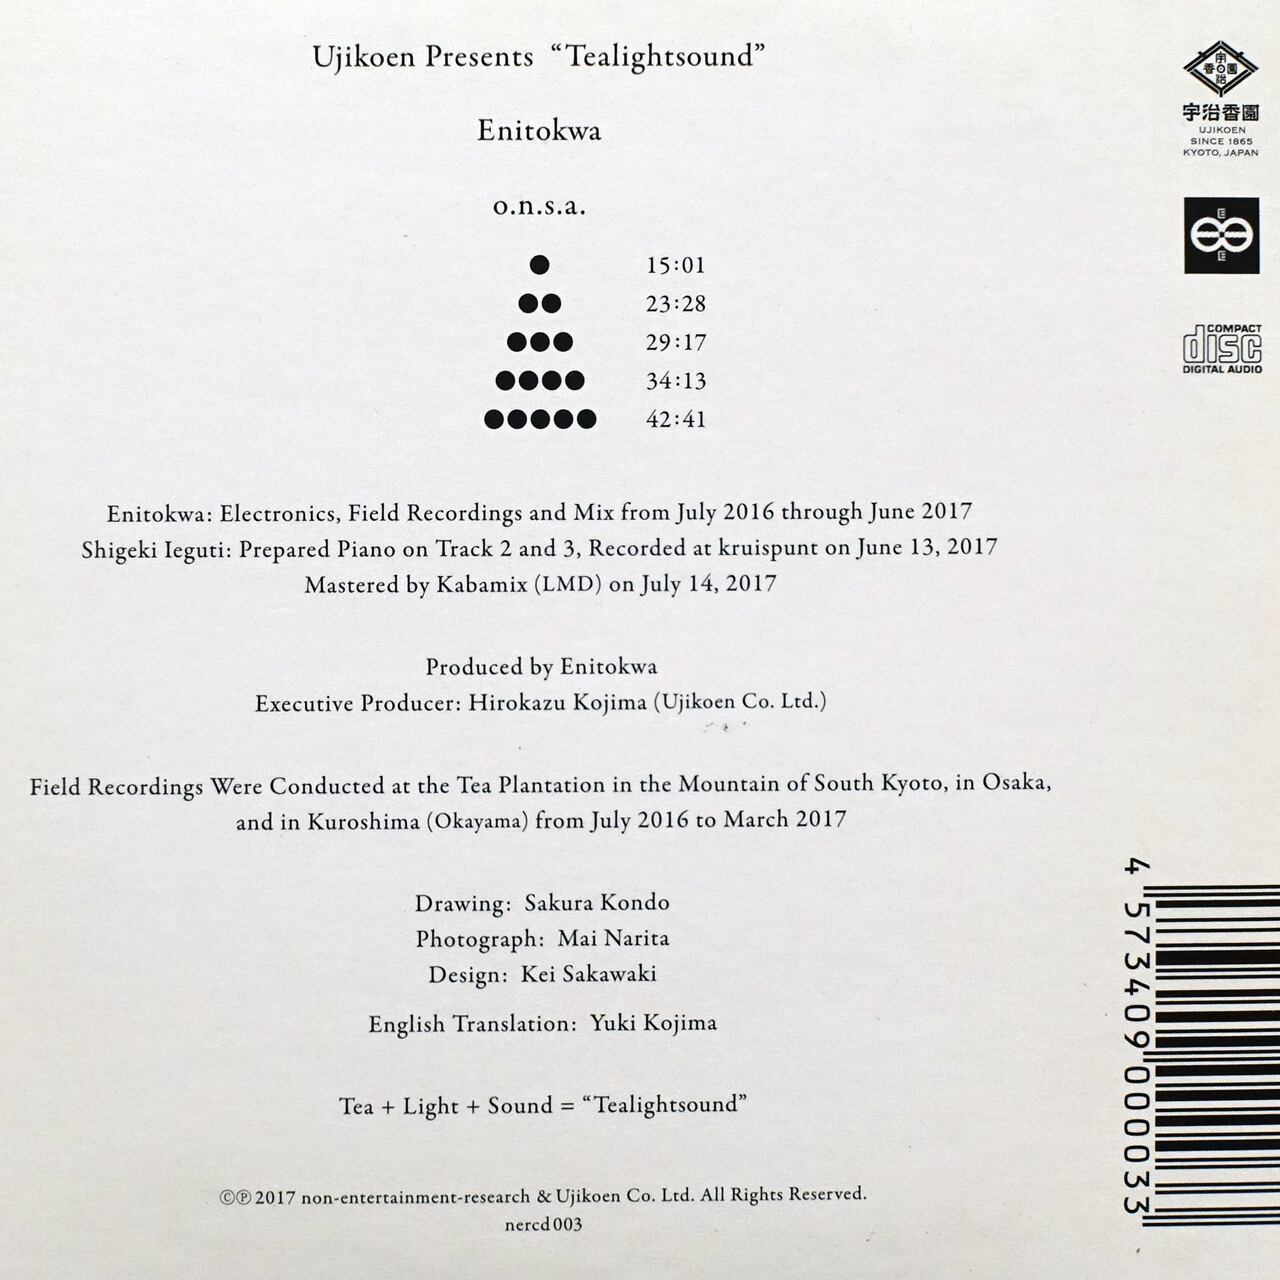 Ujikoen Presents “Tealightsound”
Enitokwa
o.n.s.a.
● 15:01
●● 23:28
●●● 29:17
●●●● 34:13
●●●●● 42:41
Enitokwa: Electronics, Field Recordings and Mix from July 2016 through June 2017
Shigeki Ieguti: Prepared Piano on Track 2 and 3, Recorded at kruispunt on June 13, 2017
Mastered by Kabamix (LMD) on July 14, 2017
Produced by Enitokwa
Executive Producer: Hirokazu Kojima (Ujikoen Co. Ltd.)
Field Recordings Were Conducted at the Tea Plantation in the Mountain of South Kyoto, in Osaka,
and in Kuroshima (Okayama) from July 2016 to March 2017
Drawing: Sakura Kondo
Photograph: Mai Narita
Design: Kei Sakawaki
English Translation: Yuki Kojima
Tea + Light + Sound = “Tealightsound”
©℗ 2017 non-entertainment-research & Ujikoen Co. Ltd. All Rights Reserved.
nercd003
宇
香 園
治
宇治香園
UJIKOEN
SINCE 1865
KYOTO, JAPAN
E
E
COMPACT
disc
DIGITAL AUDIO
4 573409 000033